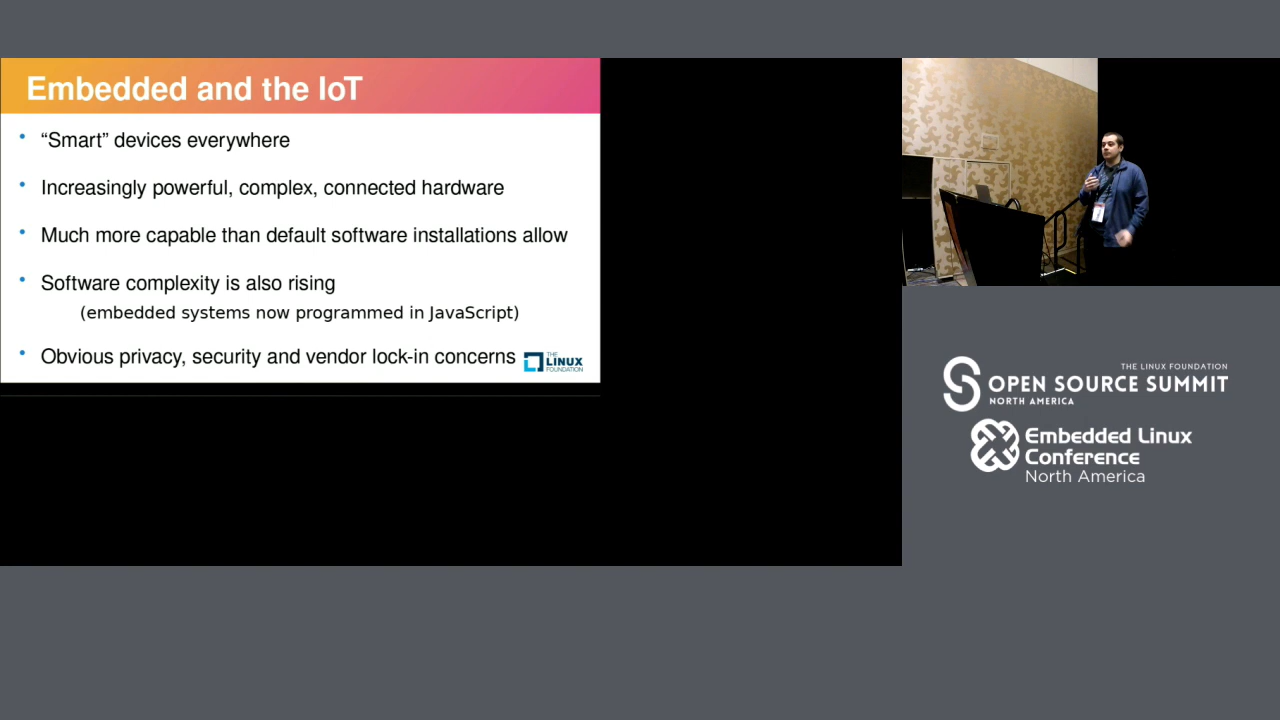 Embedded and the IoT
• “Smart” devices everywhere
• Increasingly powerful, complex, connected hardware
• Much more capable than default software installations allow
• Software complexity is also rising
(embedded systems now programmed in JavaScript)
• Obvious privacy, security and vendor lock-in concerns
THE
LINUX
FOUNDATION
THE LINUX FOUNDATION
OPEN SOURCE SUMMIT
NORTH AMERICA
Embedded Linux
Conference
North America